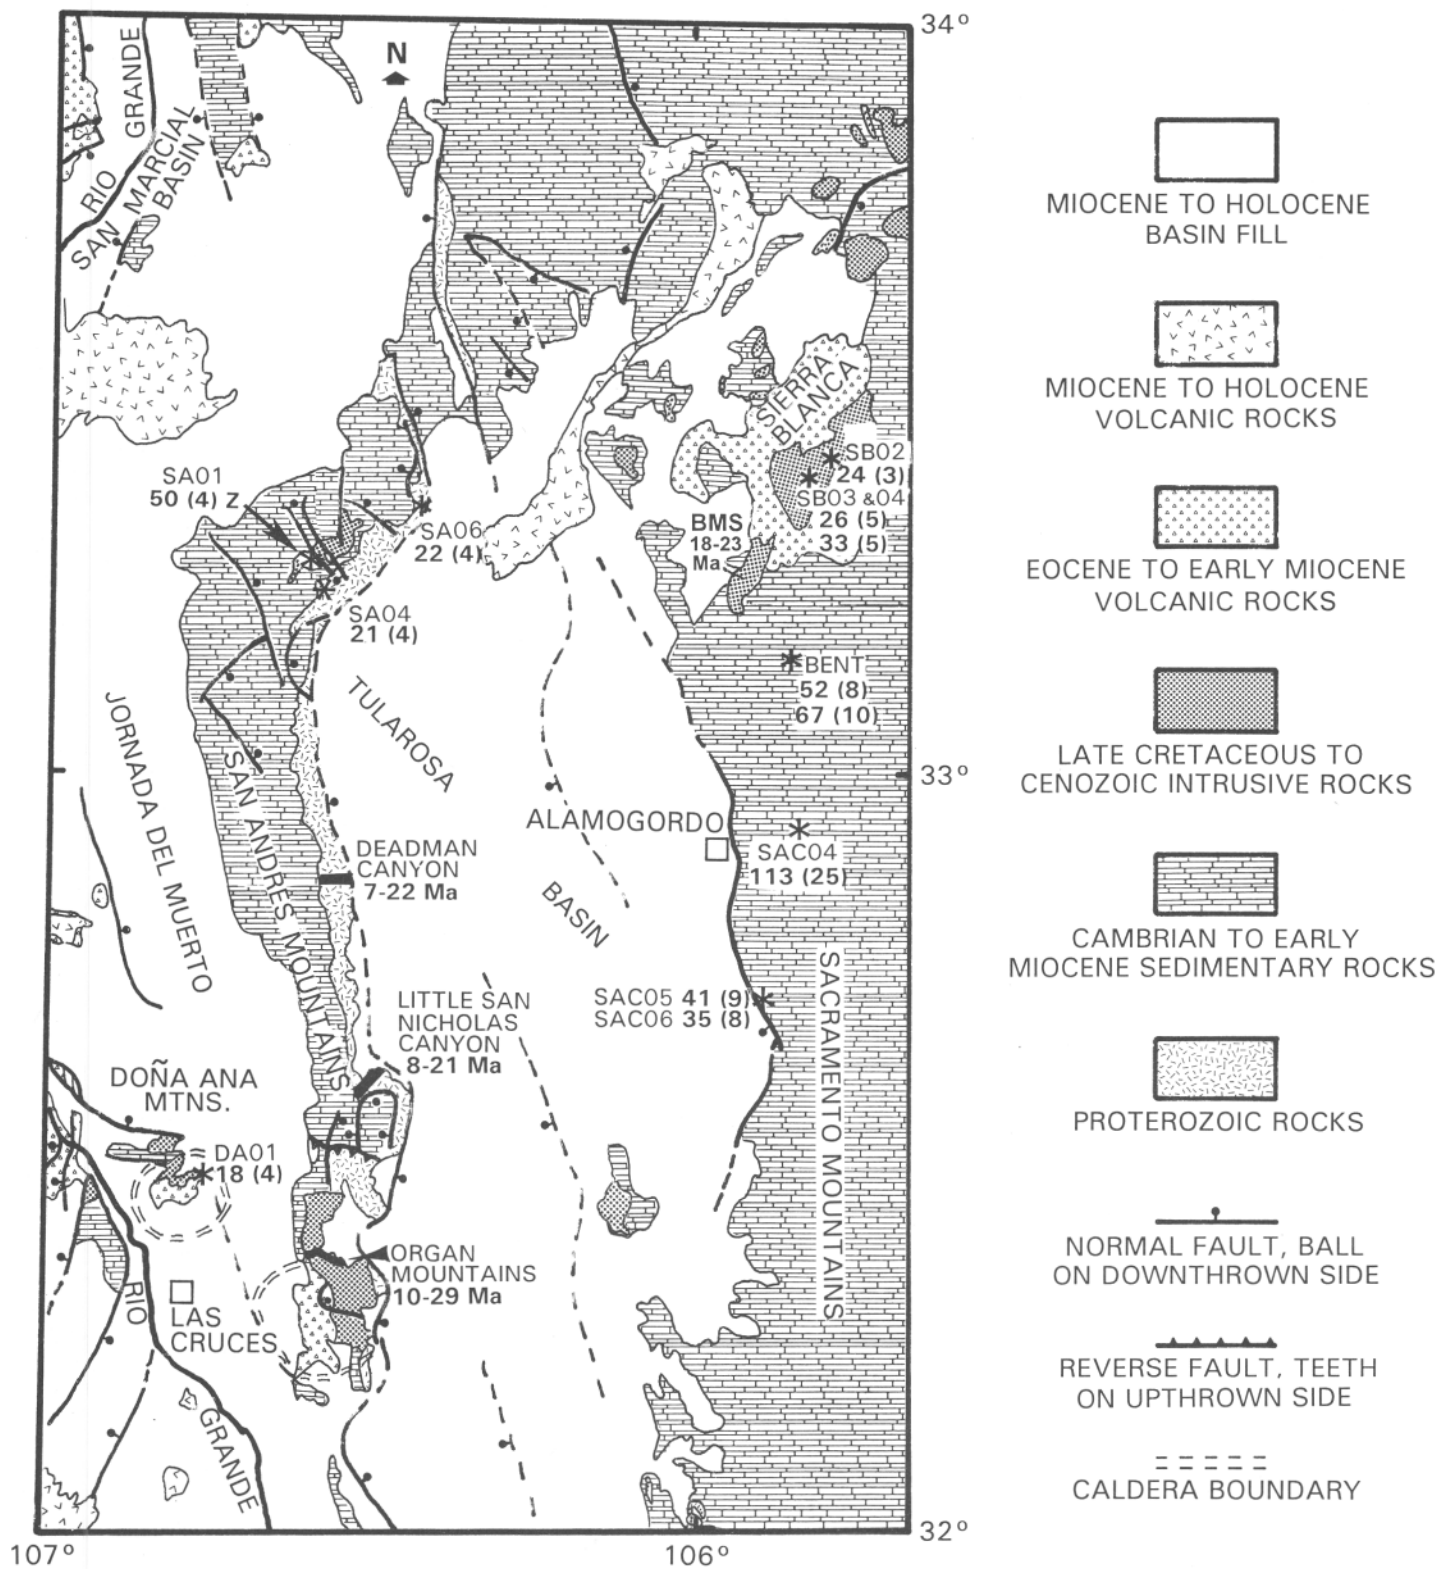 34°
N
RIO
GRANDE
SAN MARCIAL
BASIN
SIERRA
BLANCA
SA01
50 (4) Z
SA06
22 (4)
SA04
21 (4)
SB02
24 (3)
SB03 &04
26 (5)
33 (5)
BMS
18-23
Ma
BENT
52 (8)
67 (10)
JORNADA DEL MUERTO
SAN ANDRES MOUNTAINS
TULAROSA
BASIN
33°
ALAMOGORDO
SAC04
113 (25)
DEADMAN
CANYON
7-22 Ma
SAC05 41 (9)
SAC06 35 (8)
LITTLE SAN
NICHOLAS
CANYON
8-21 Ma
SACRAMENTO MOUNTAINS
DOÑA ANA
MTNS.
DA01
18 (4)
ORGAN
MOUNTAINS
10-29 Ma
LAS
CRUCES
RIO
GRANDE
32°
107°
106°
MIOCENE TO HOLOCENE
BASIN FILL
MIOCENE TO HOLOCENE
VOLCANIC ROCKS
EOCENE TO EARLY MIOCENE
VOLCANIC ROCKS
LATE CRETACEOUS TO
CENOZOIC INTRUSIVE ROCKS
CAMBRIAN TO EARLY
MIOCENE SEDIMENTARY ROCKS
PROTEROZOIC ROCKS
NORMAL FAULT, BALL
ON DOWNTHROWN SIDE
REVERSE FAULT, TEETH
ON UPTHROWN SIDE
CALDERA BOUNDARY